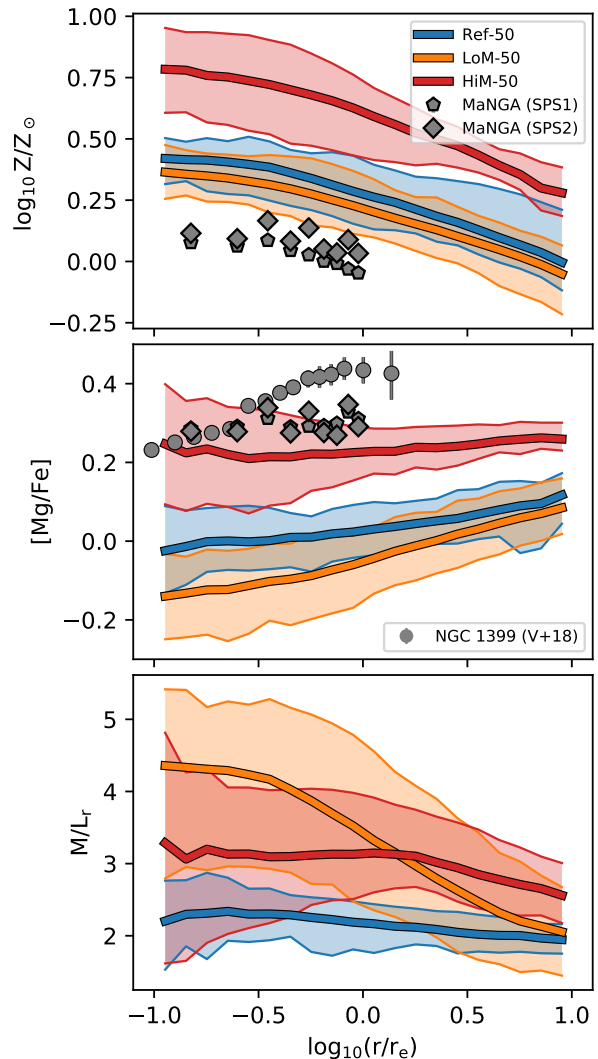 1.00
0.75
0.50
0.25
0.00
−0.25
log₁₀ Z/Z☉
Ref-50
LoM-50
HiM-50
MaNGA (SPS1)
MaNGA (SPS2)
0.4
0.2
0.0
−0.2
[Mg/Fe]
NGC 1399 (V+18)
5
4
3
2
M/Lᵣ
−1.0 −0.5 0.0 0.5 1.0
log₁₀(r/rₑ)